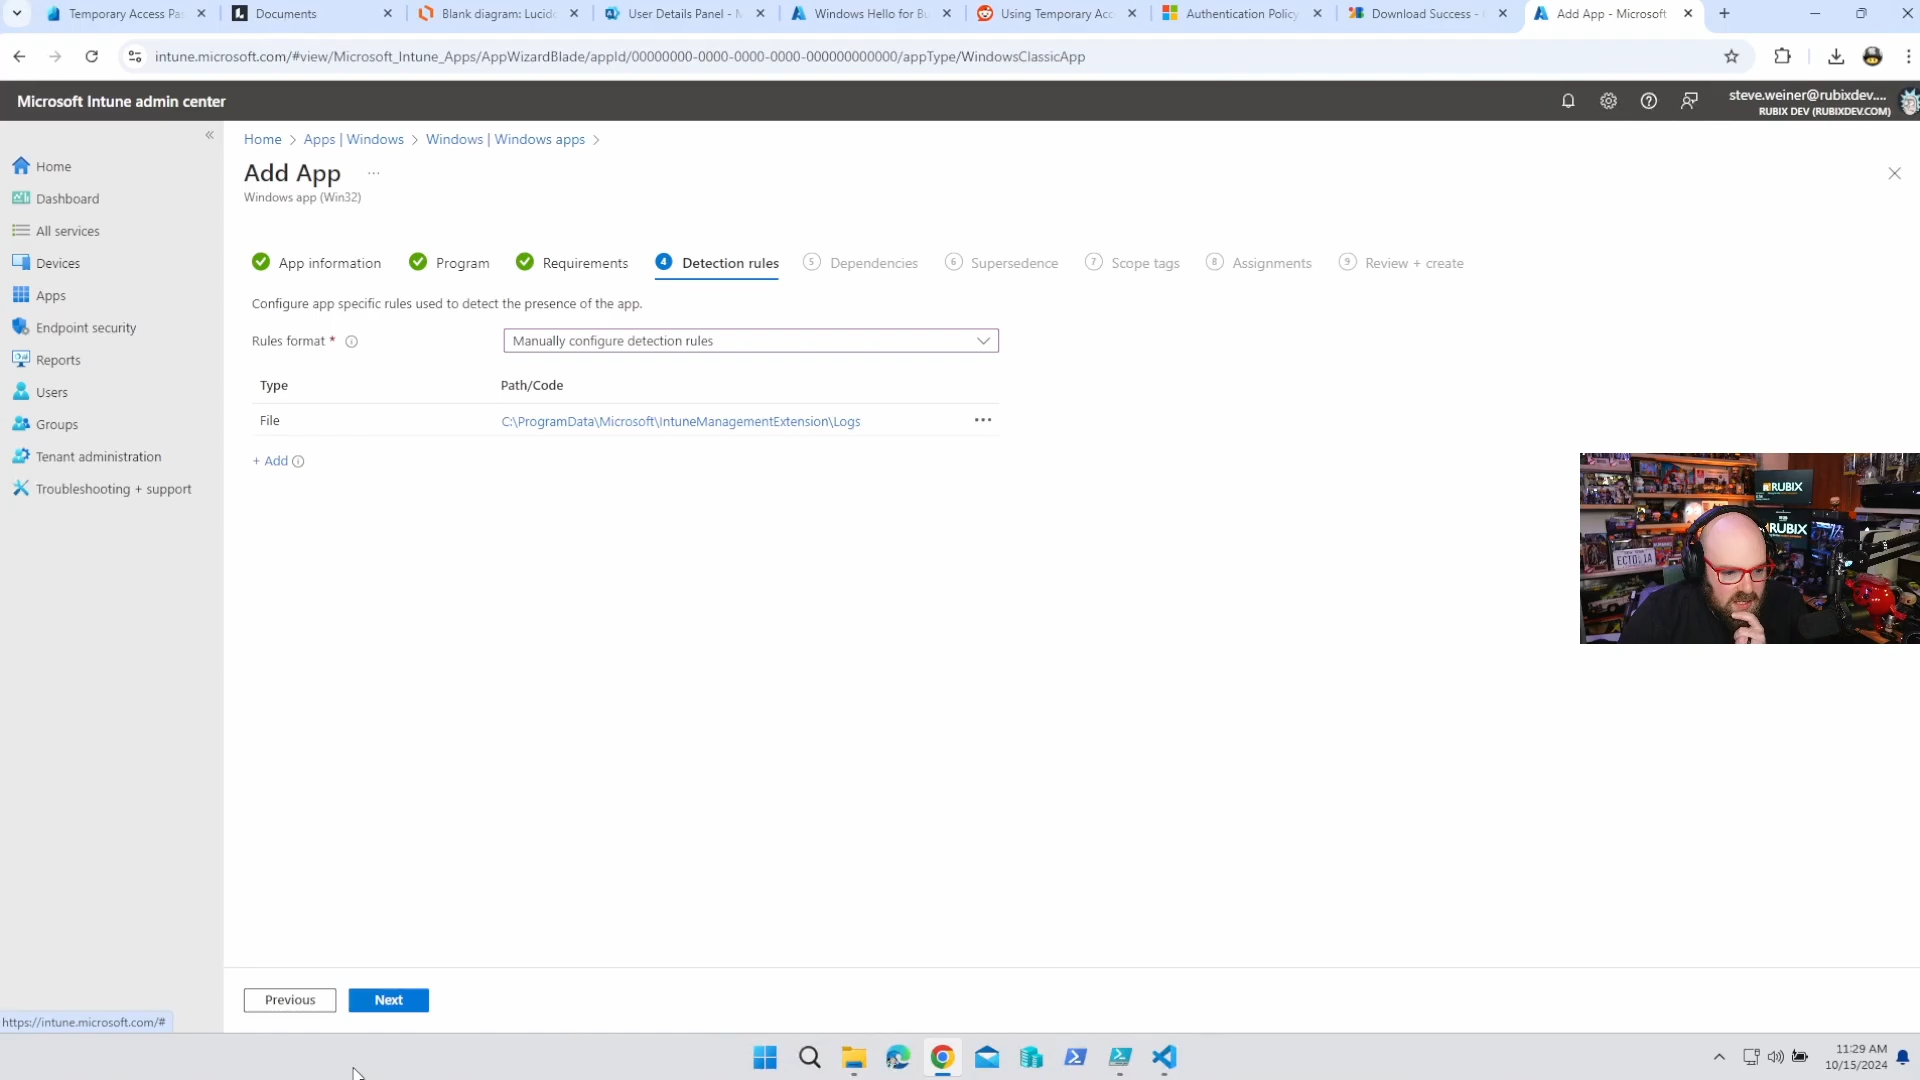 Temporary Access Pas
Documents
Blank diagram: Lucid
User Details Panel - M
Windows Hello for Bu
Using Temporary Acc
Authentication Policy
Download Success -
Add App - Microsoft
intune.microsoft.com/#view/Microsoft_Intune_Apps/AppWizardBlade/appId/00000000-0000-0000-0000-000000000000/appType/WindowsClassicApp
Microsoft Intune admin center
steve.weiner@rubixdev....
RUBIX DEV (RUBIXDEV.COM)
Home
Dashboard
All services
Devices
Apps
Endpoint security
Reports
Users
Groups
Tenant administration
Troubleshooting + support
Home > Apps | Windows > Windows | Windows apps >
Add App ...
Windows app (Win32)
App information
Program
Requirements
4 Detection rules
5 Dependencies
6 Supersedence
7 Scope tags
8 Assignments
9 Review + create
Configure app specific rules used to detect the presence of the app.
Rules format *
Manually configure detection rules
Type Path/Code
File C:\ProgramData\Microsoft\IntuneManagementExtension\Logs ...
+ Add
RUBIX
RUBIX
ECTO-1A
Previous
Next
https://intune.microsoft.com/#
11:29 AM
10/15/2024